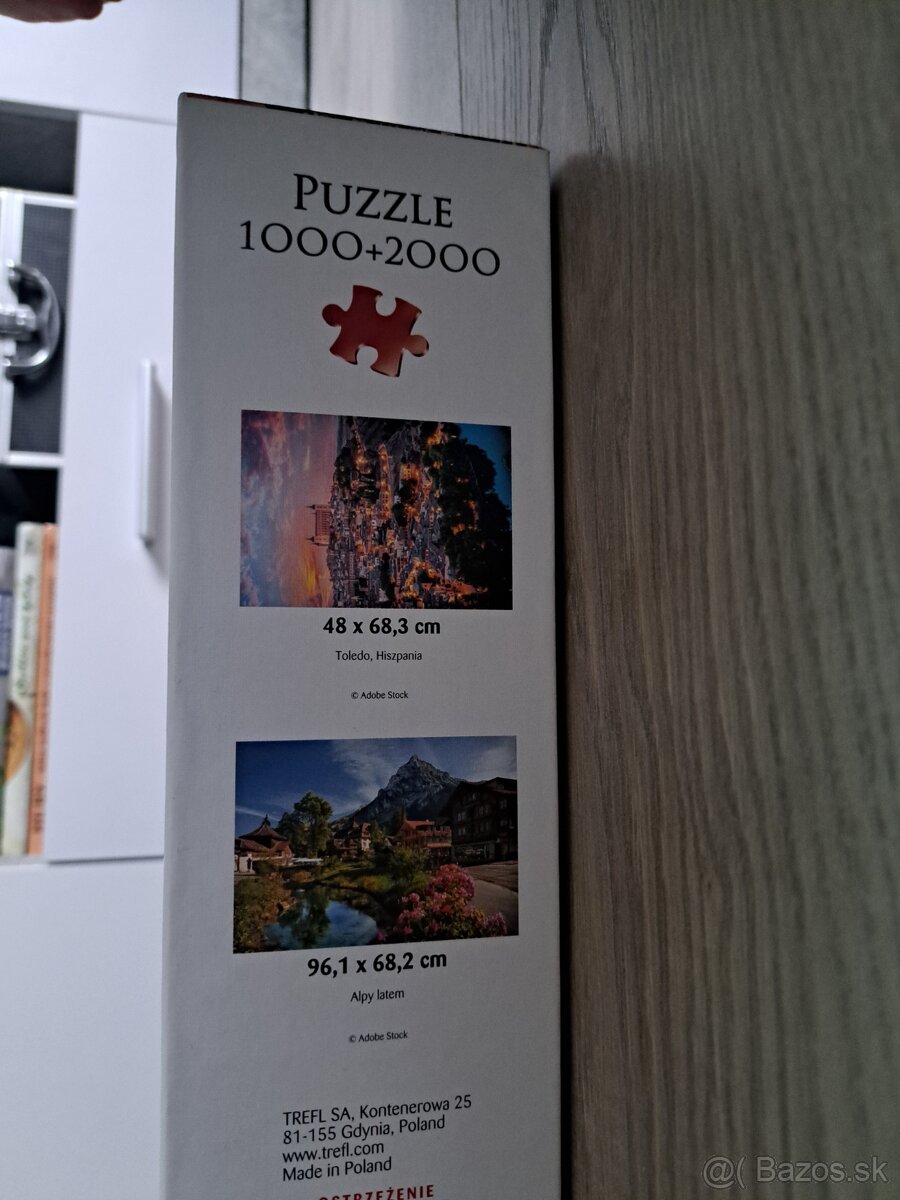 PUZZLE
1000+2000
48 x 68,3 cm
Toledo, Hiszpania
© Adobe Stock
96,1 x 68,2 cm
Alpy latem
© Adobe Stock
TREFL SA, Kontenerowa 25
81-155 Gdynia, Poland
www.trefl.com
Made in Poland
OSTRZEŻENIE
@( Bazos.sk